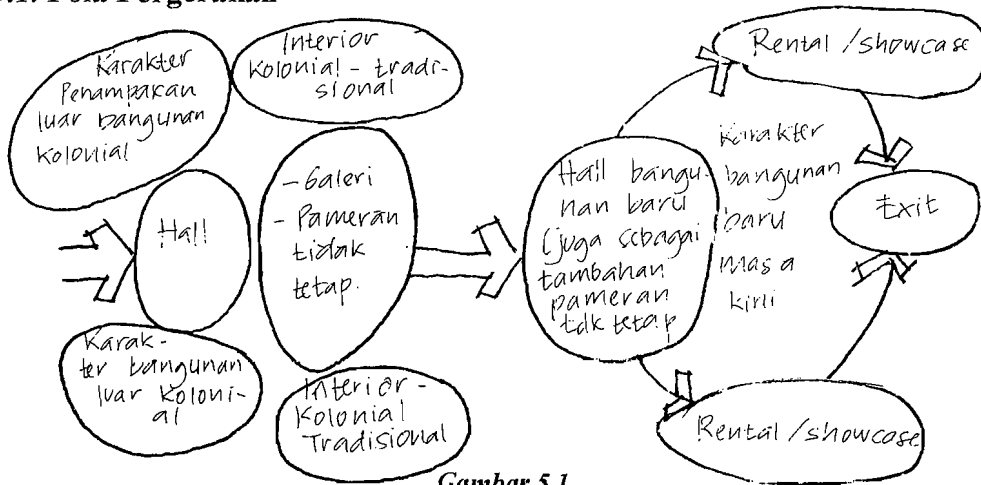 Karakter
Penampakan
luar bangunan
kolonial
Interior
kolonial - tradi-
sional
Hall
- Galeri
- Pameran
tidak
tetap.
Karak-
ter bangunan
luar koloni-
al
Interior -
Kolonial
Tradisional
Hall bangu-
nan baru
(juga sebagai
tambahan
pameran
tdk tetap
Karakter
bangunan
baru
masa
kini
Rental / showcase
Exit
Rental / showcase
Gambar 5.1